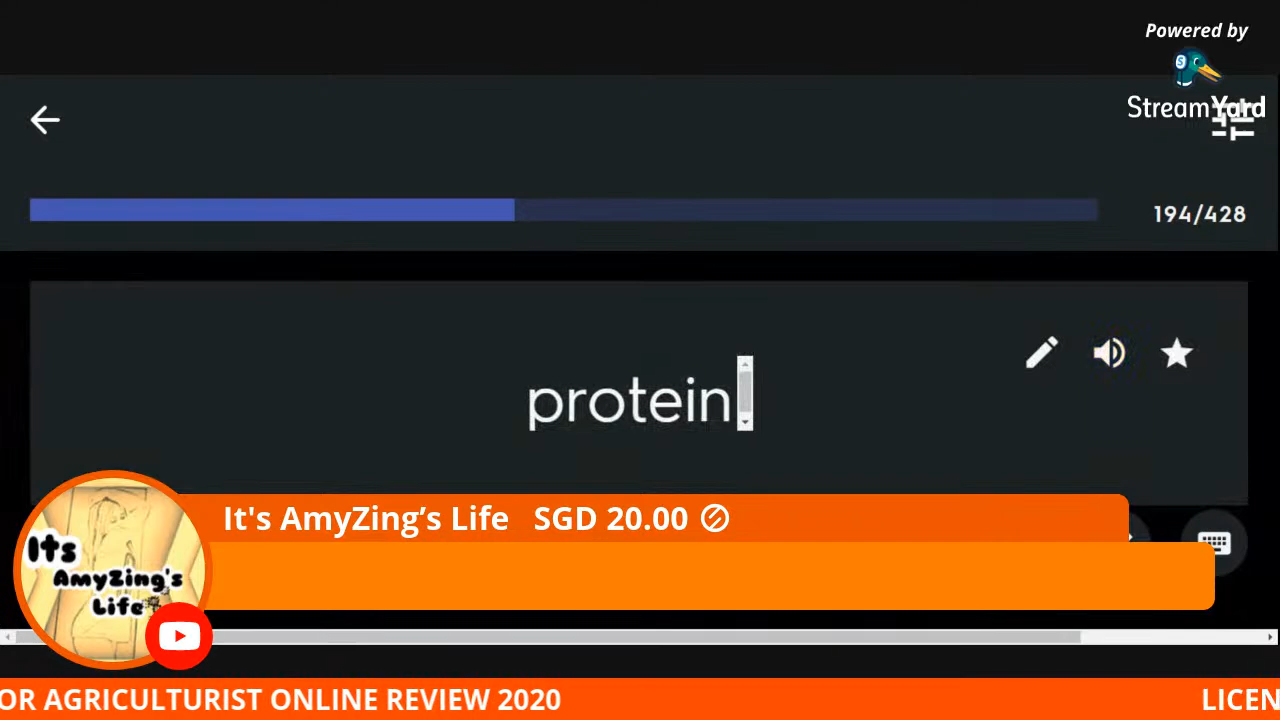 Powered by
StreamYard
194/428
protein
It's AmyZing’s Life SGD 20.00
Its
AmyZing's
Life
OR AGRICULTURIST ONLINE REVIEW 2020 LICEN